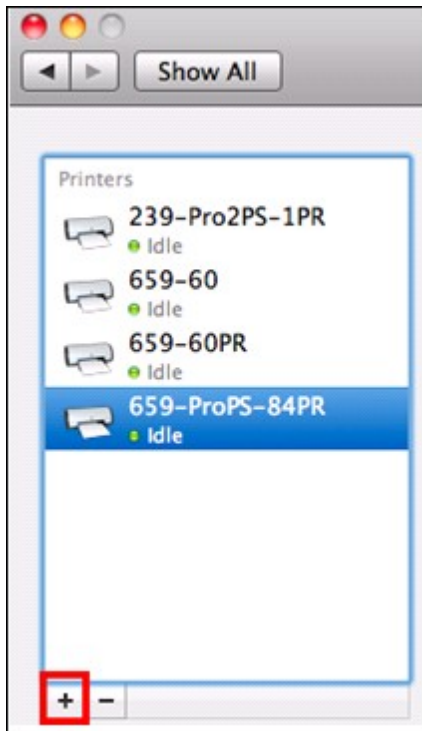 Show All
Printers
239-Pro2PS-1PR
Idle
659-60
Idle
659-60PR
Idle
659-ProPS-84PR
Idle
+ −